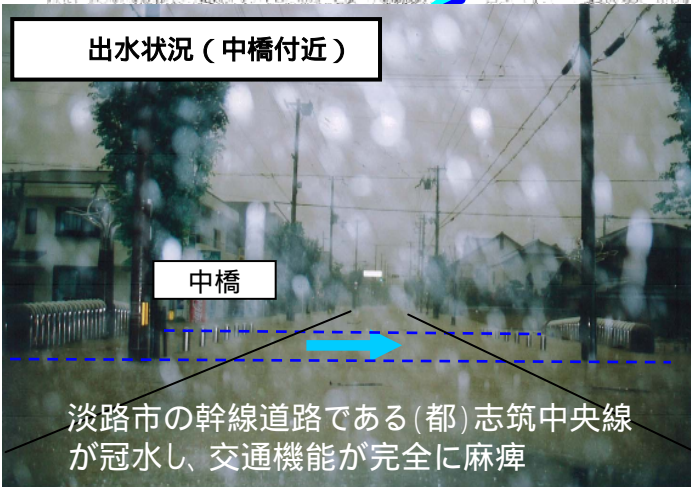 出水状況（中橋付近）
中橋
淡路市の幹線道路である(都)志筑中央線
が冠水し、交通機能が完全に麻痺